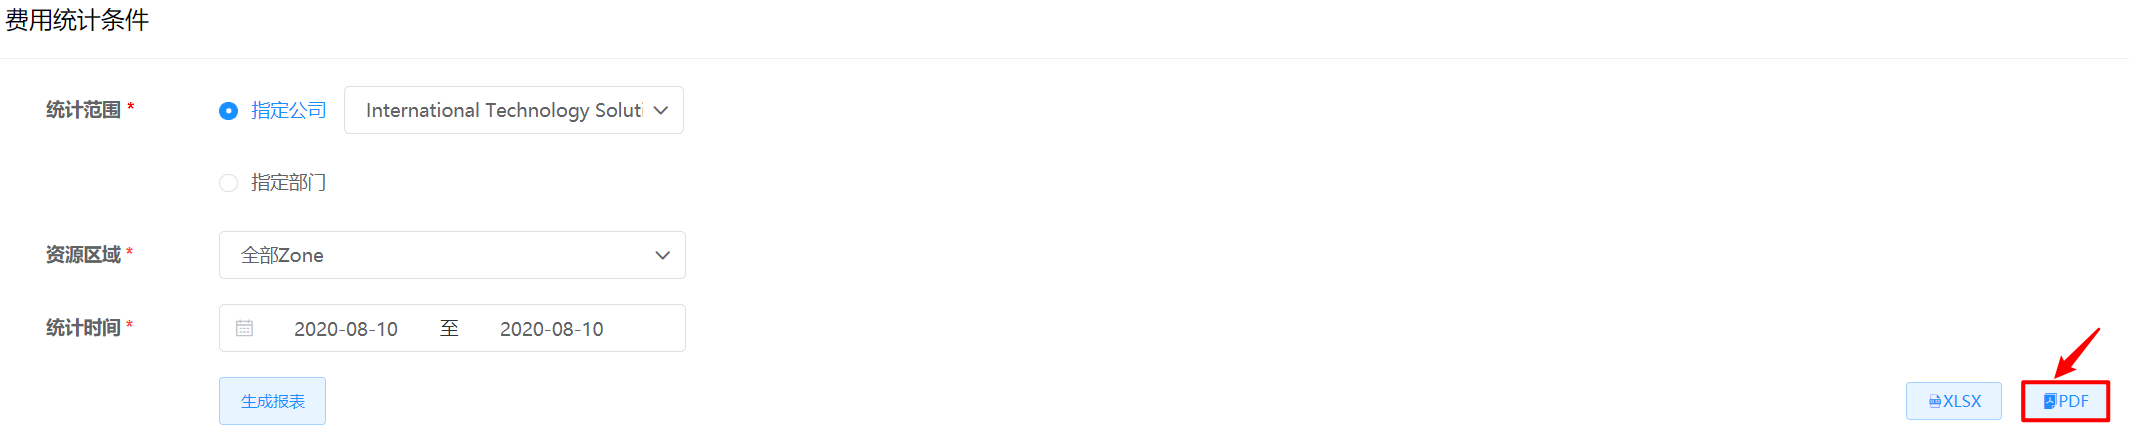 费用统计条件
统计范围 *
指定公司 International Technology Soluti
指定部门
资源区域 *
全部Zone
统计时间 *
2020-08-10 至 2020-08-10
生成报表
XLSX
PDF